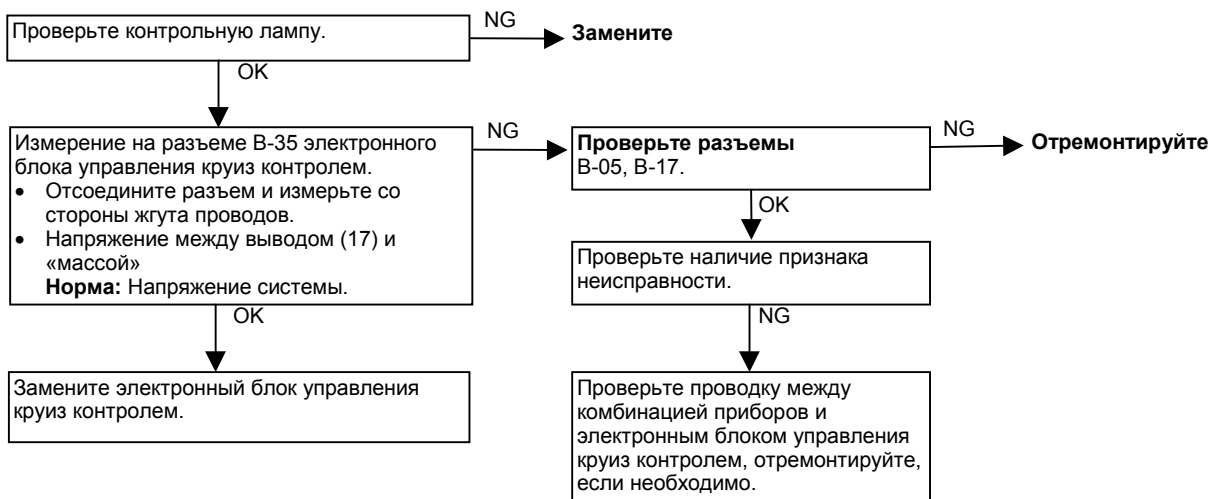 Проверьте контрольную лампу.
NG
Замените
OK
Измерение на разъеме B-35 электронного
блока управления круиз контролем.
• Отсоедините разъем и измерьте со
стороны жгута проводов.
• Напряжение между выводом (17) и
«массой»
Норма: Напряжение системы.
NG
Проверьте разъемы
B-05, B-17.
NG
Отремонтируйте
OK
Проверьте наличие признака
неисправности.
OK
NG
Замените электронный блок управления
круиз контролем.
Проверьте проводку между
комбинацией приборов и
электронным блоком управления
круиз контролем, отремонтируйте,
если необходимо.